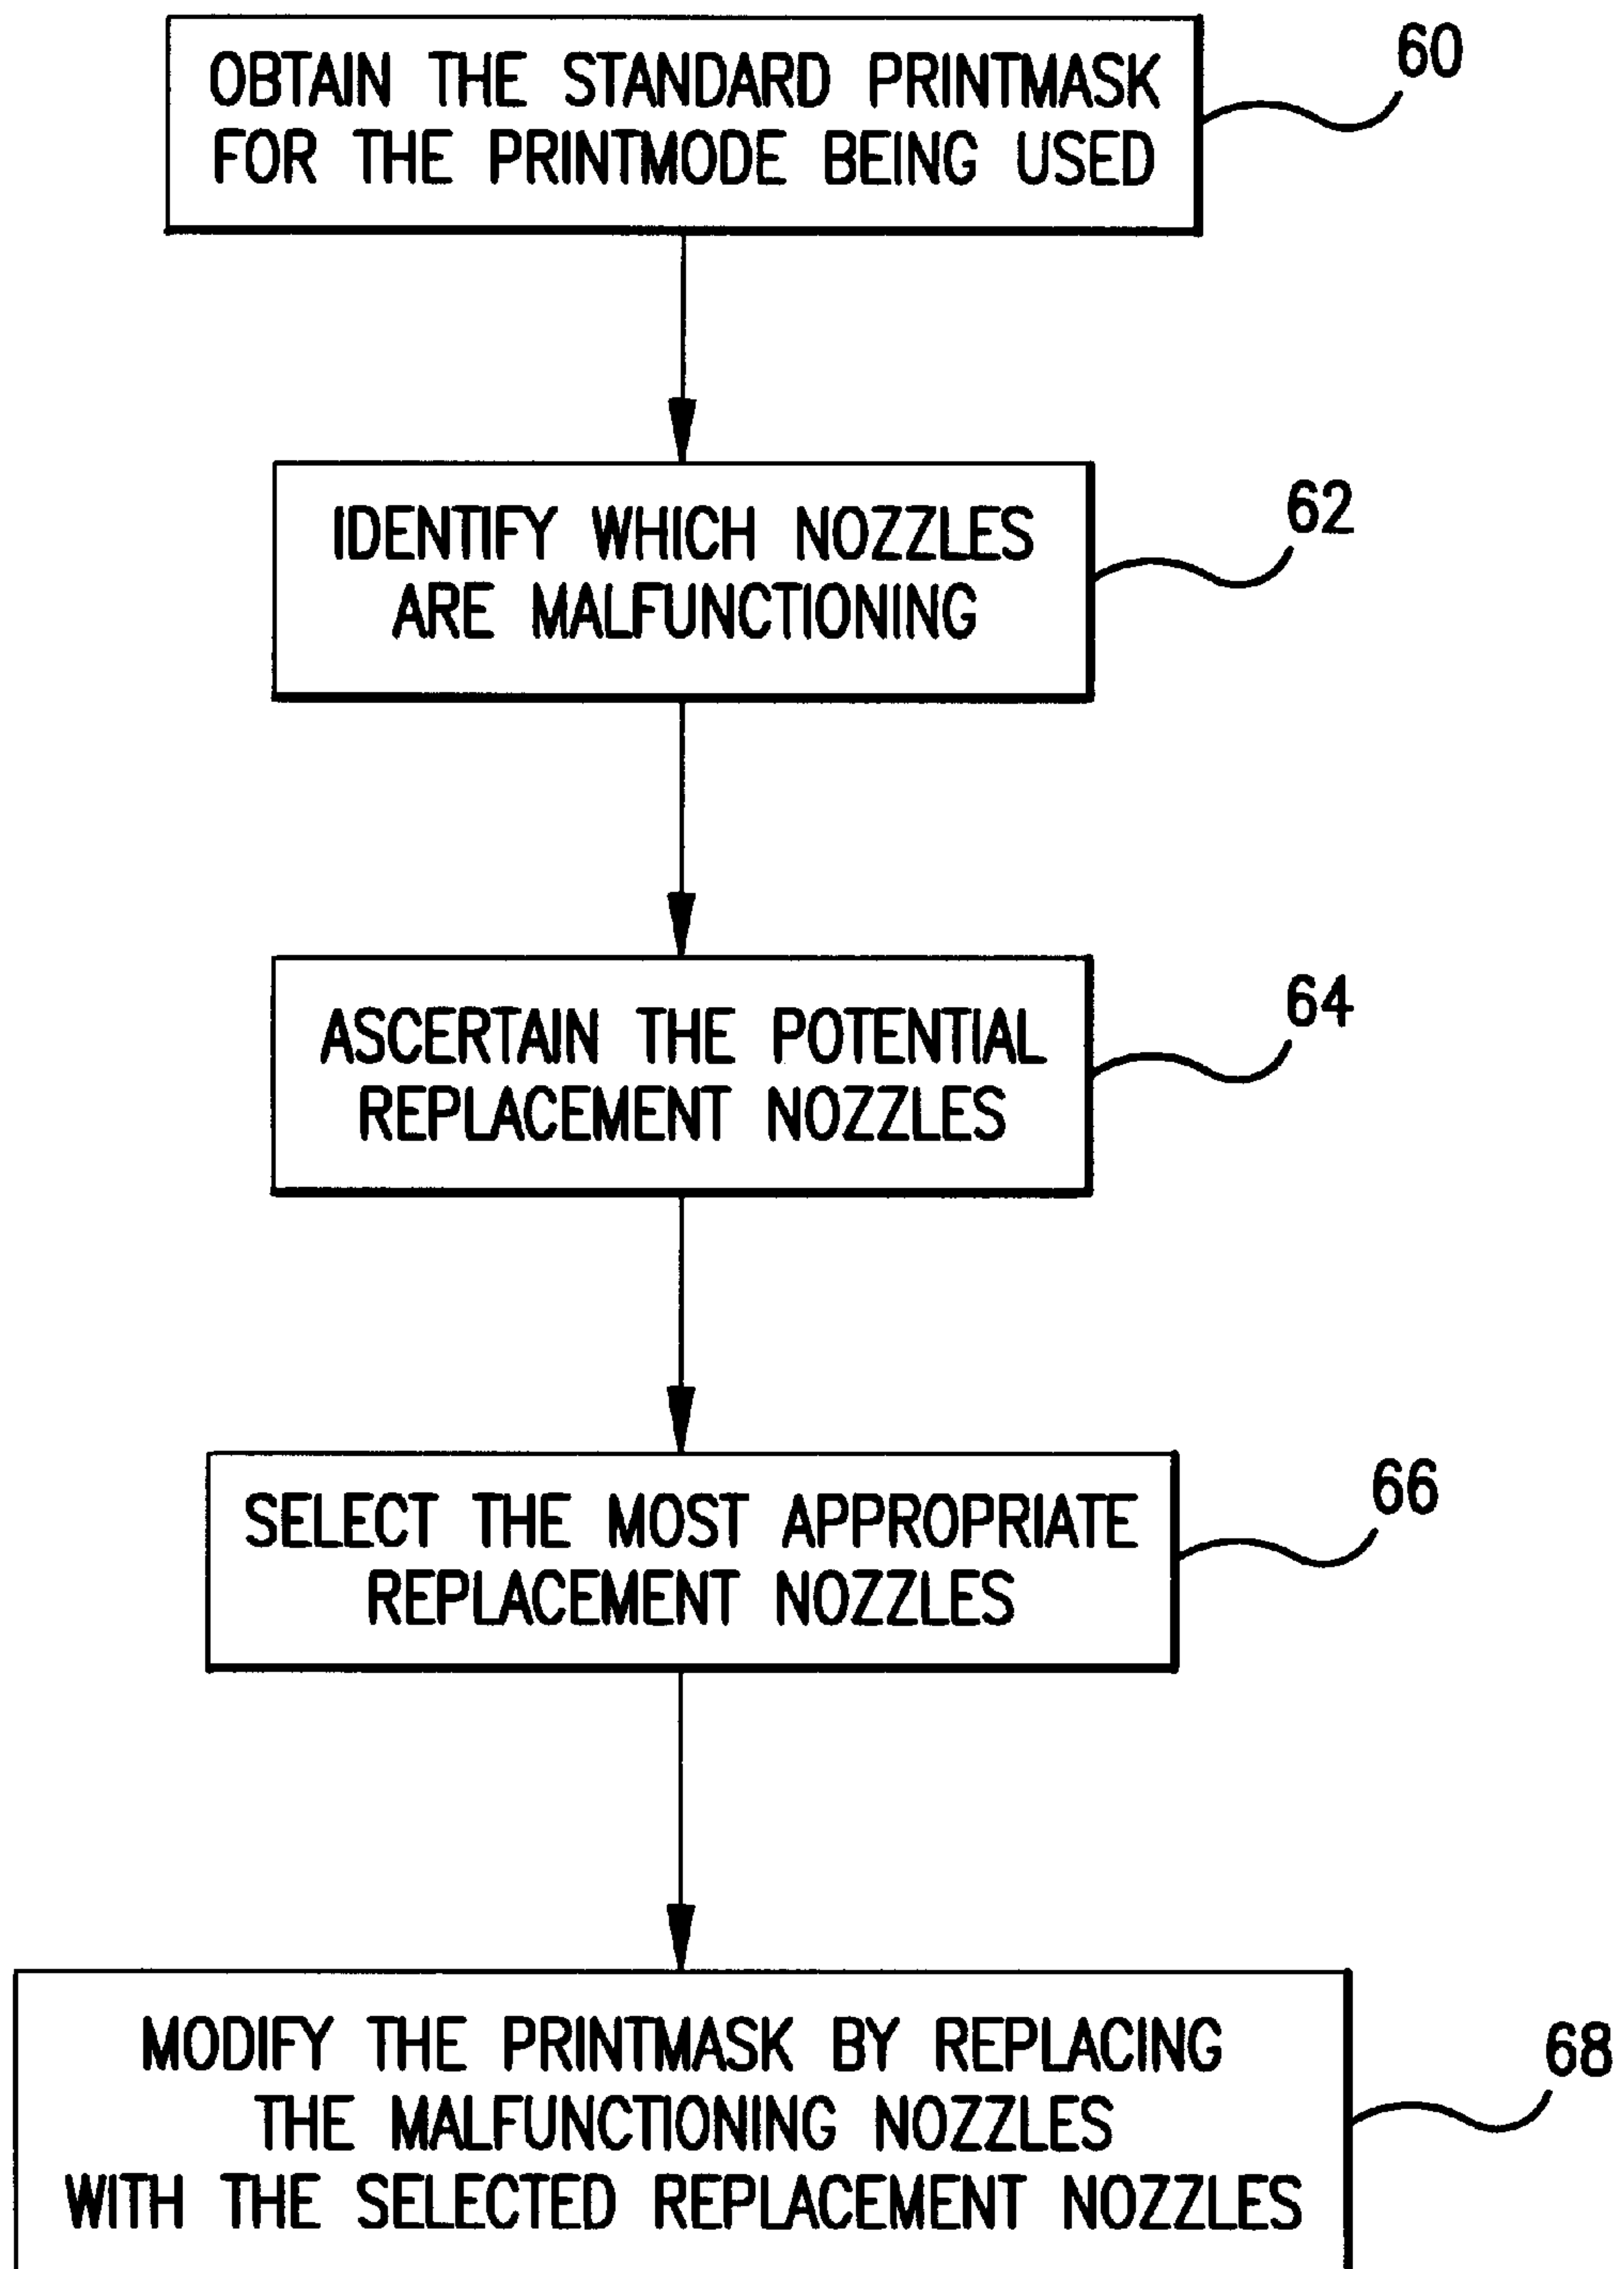 OBTAIN THE STANDARD PRINTMASK
FOR THE PRINTMODE BEING USED
60
IDENTIFY WHICH NOZZLES
ARE MALFUNCTIONING
62
ASCERTAIN THE POTENTIAL
REPLACEMENT NOZZLES
64
SELECT THE MOST APPROPRIATE
REPLACEMENT NOZZLES
66
MODIFY THE PRINTMASK BY REPLACING
THE MALFUNCTIONING NOZZLES
WITH THE SELECTED REPLACEMENT NOZZLES
68